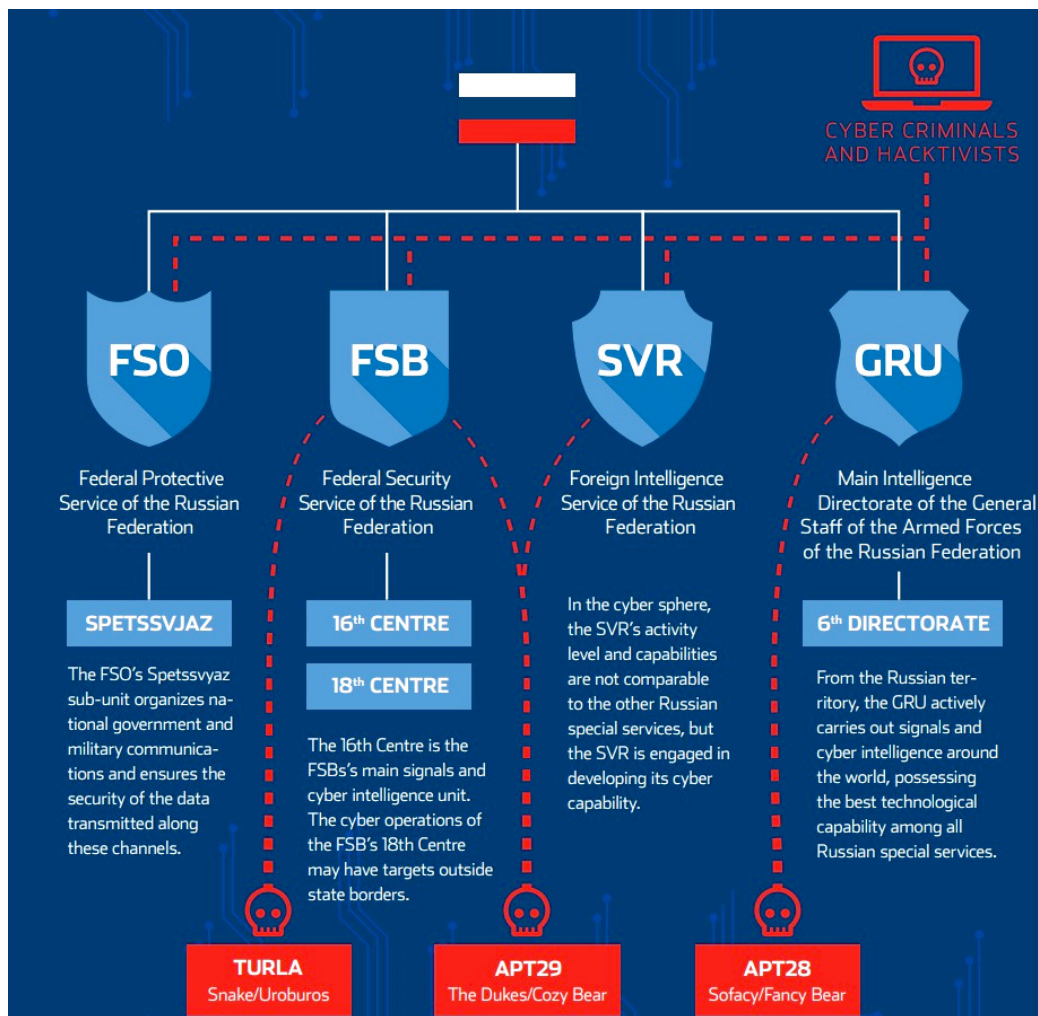 CYBER CRIMINALS
AND HACKTIVISTS
FSO
Federal Protective
Service of the Russian
Federation
SPETSSVJAZ
The FSO's Spetssvyaz
sub-unit organizes na-
tional government and
military communica-
tions and ensures the
security of the data
transmitted along
these channels.
FSB
Federal Security
Service of the Russian
Federation
16th CENTRE
18th CENTRE
The 16th Centre is the
FSBs's main signals and
cyber intelligence unit.
The cyber operations of
the FSB's 18th Centre
may have targets outside
state borders.
SVR
Foreign Intelligence
Service of the Russian
Federation
In the cyber sphere,
the SVR's activity
level and capabilities
are not comparable
to the other Russian
special services, but
the SVR is engaged in
developing its cyber
capability.
GRU
Main Intelligence
Directorate of the General
Staff of the Armed Forces
of the Russian Federation
6th DIRECTORATE
From the Russian ter-
ritory, the GRU actively
carries out signals and
cyber intelligence around
the world, possessing
the best technological
capability among all
Russian special services.
TURLA
Snake/Uroburos
APT29
The Dukes/Cozy Bear
APT28
Sofacy/Fancy Bear